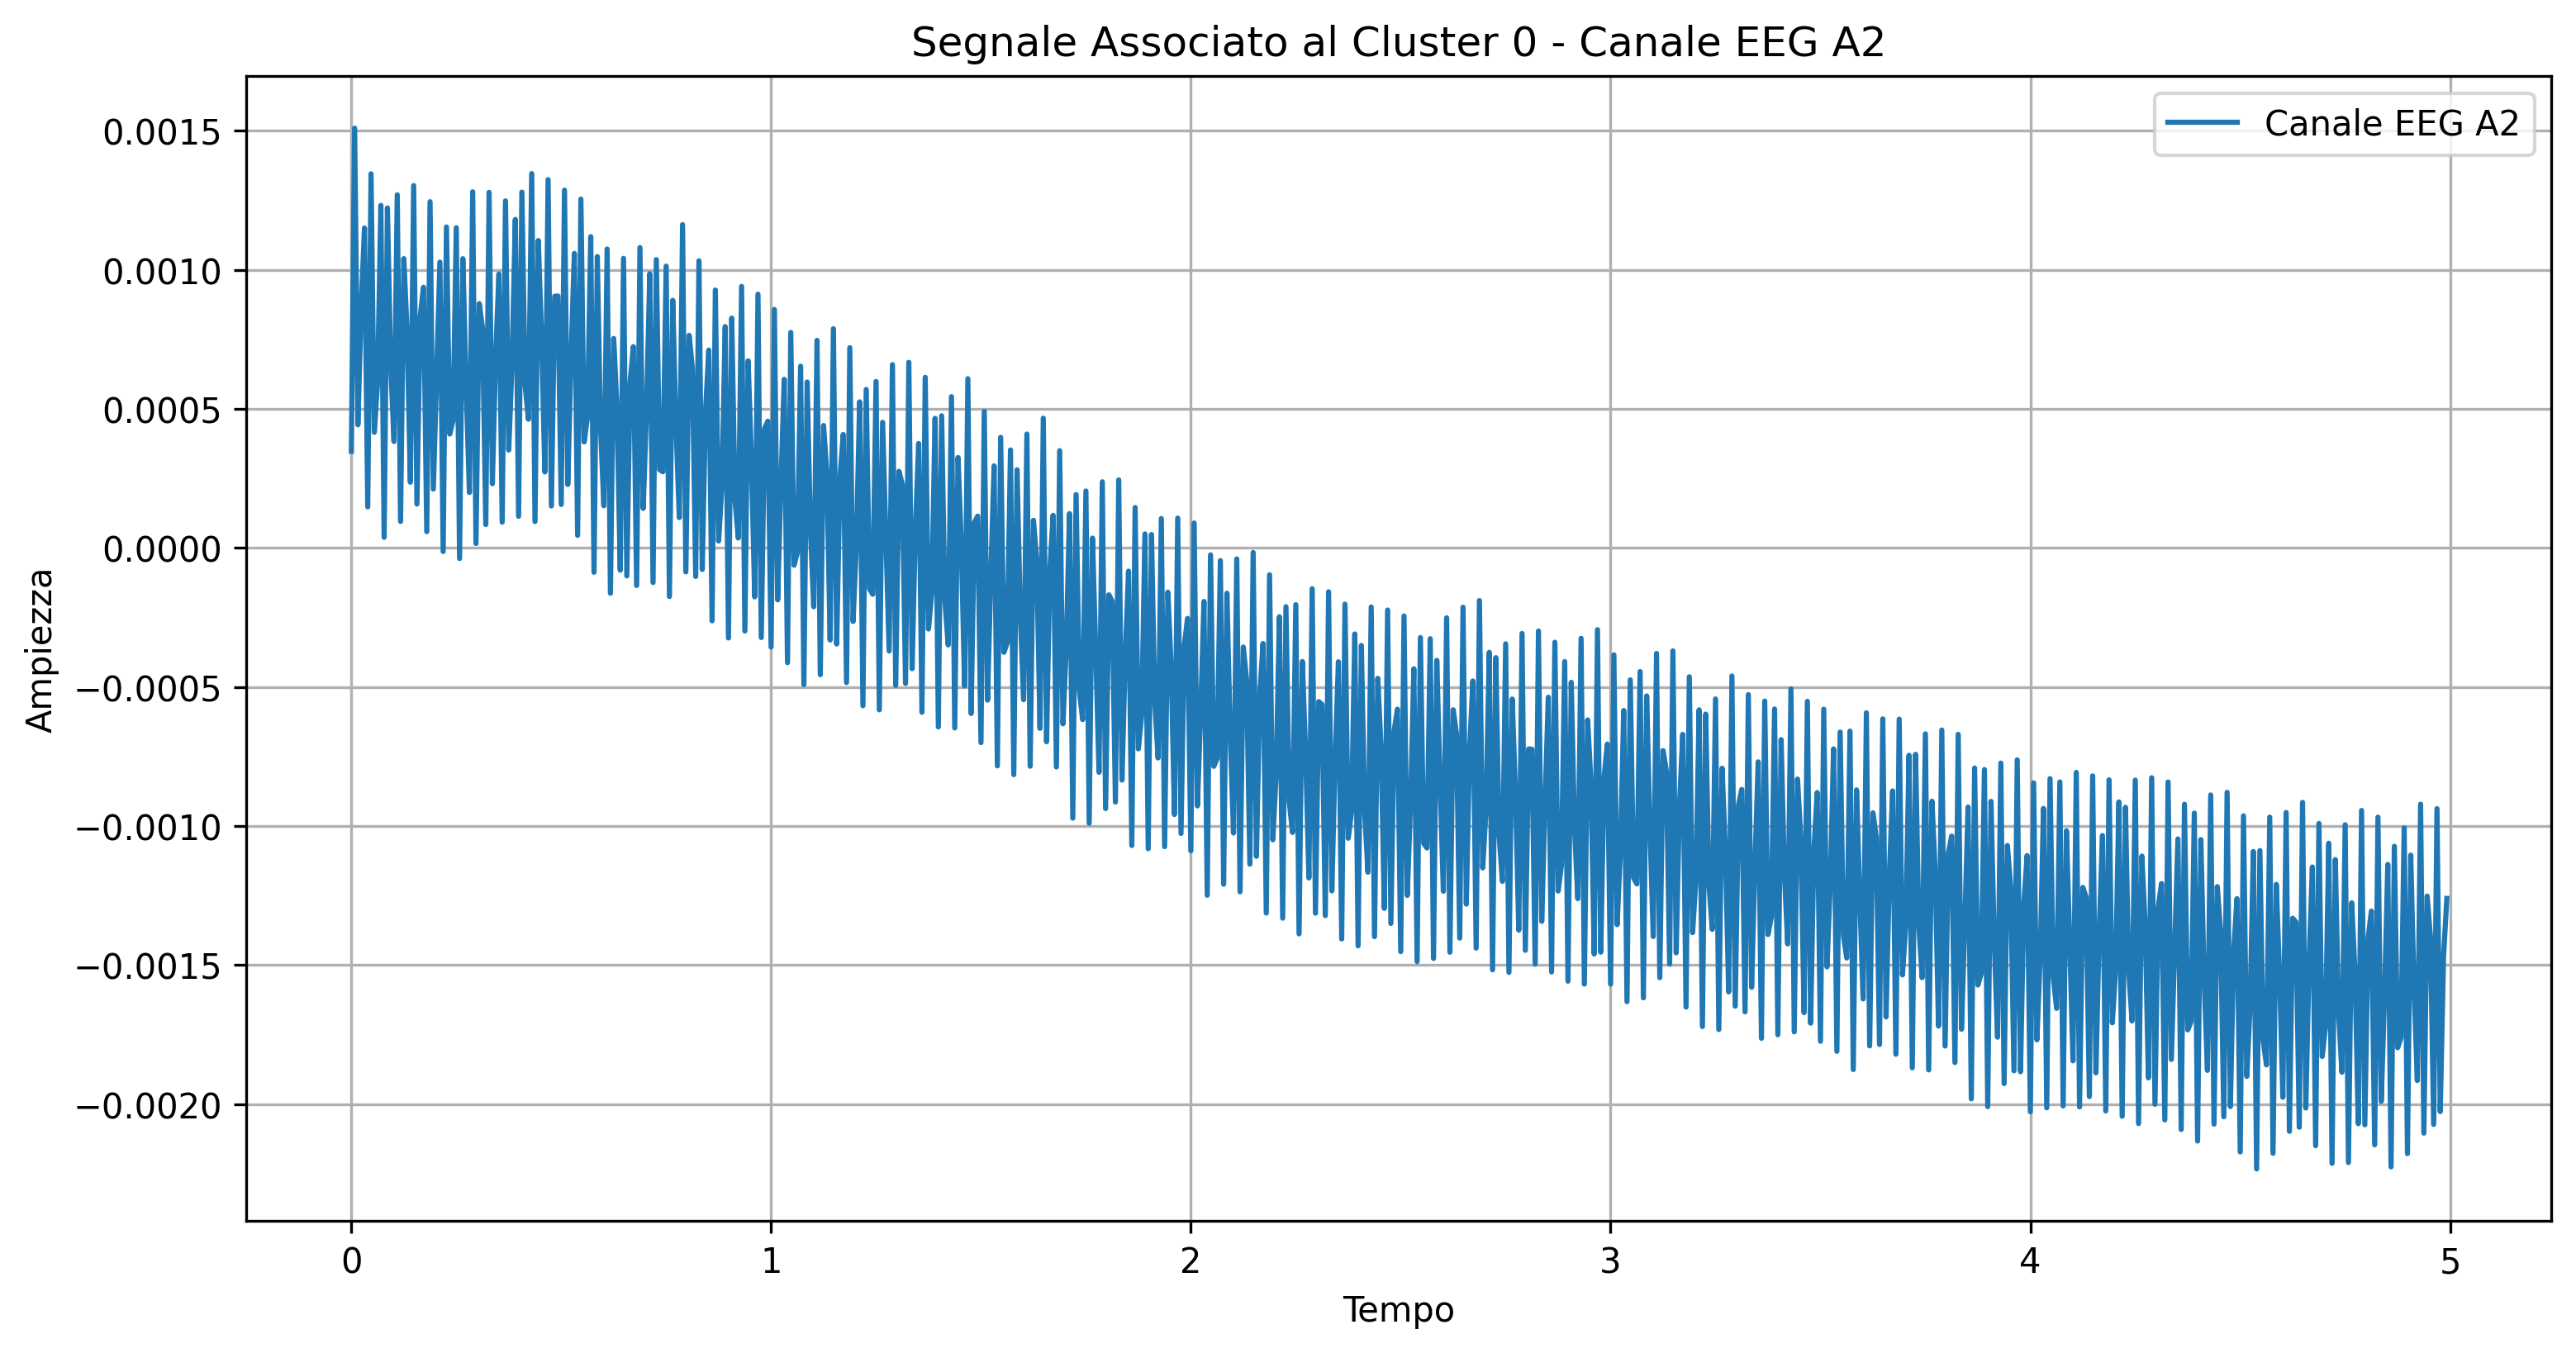 Segnale Associato al Cluster 0 - Canale EEG A2
Canale EEG A2
0.0015
0.0010
0.0005
0.0000
−0.0005
−0.0010
−0.0015
−0.0020
Ampiezza
0 1 2 3 4 5
Tempo